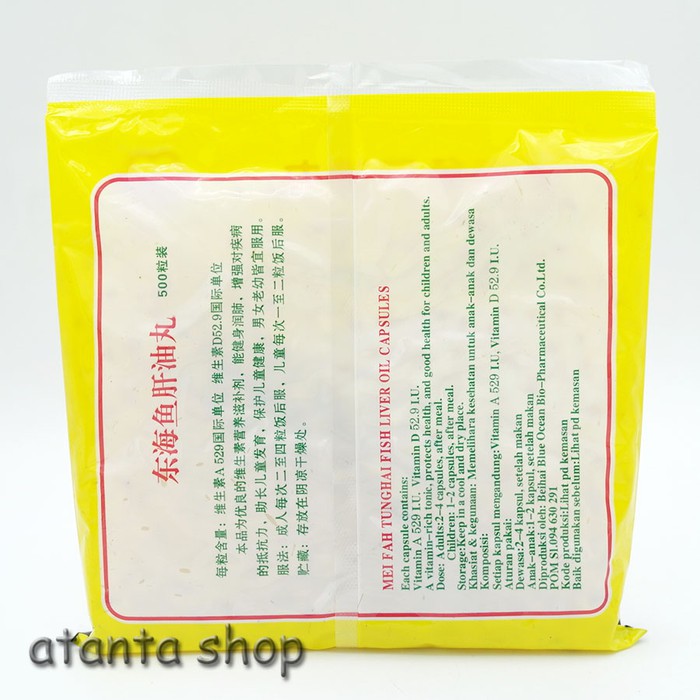 东海鱼肝油丸 500粒装
每粒含量: 维生素A 529国际单位 维生素D52.9国际单位
本品为优良的维生素营养滋补剂, 能健身润肺, 增强对疾病
的抵抗力, 助长儿童发育, 保护儿童健康, 男女老幼皆宜服用。
服法: 成人每次二至四粒饭后服, 儿童每次一至二粒饭后服。
贮藏: 存放在阴凉干燥处。
MEI FAH TUNGHAI FISH LIVER OIL CAPSULES
Each capsule contains:
Vitamin A 529 I.U. Vitamin D 52.9 I.U.
A vitamin-rich tonic, protects health, and good health for children and adults.
Dose: Adults:2-4 capsules, after meal.
Children: 1-2 capsules, after meal.
Storage:Keep in a cool and dry place.
Khasiat & kegunaan: Memelihara kesehatan untuk anak-anak dan dewasa
Komposisi:
Setiap kapsul mengandung:Vitamin A 529 I.U, Vitamin D 52.9 I.U.
Aturan pakai:
Dewasa:2-4 kapsul, setelah makan
Anak-anak:1-2 kapsul, setelah makan
Diproduksi oleh: Beihai Blue Ocean Bio-Pharmaceutical Co.Ltd.
POM SI.094 630 291
Kode produksi:Lihat pd kemasan
Baik digunakan sebelum:Lihat pd kemasan
atanta shop